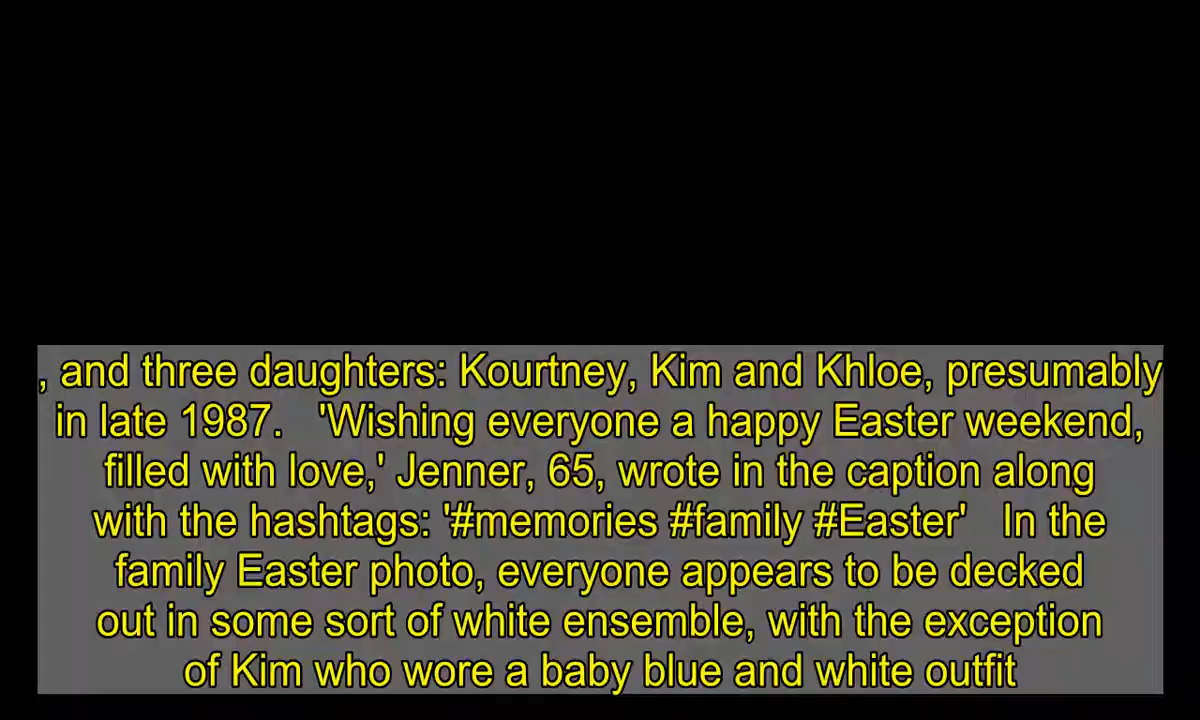 , and three daughters: Kourtney, Kim and Khloe, presumably
in late 1987.   'Wishing everyone a happy Easter weekend,
filled with love,' Jenner, 65, wrote in the caption along
with the hashtags: '#memories #family #Easter'   In the
family Easter photo, everyone appears to be decked
out in some sort of white ensemble, with the exception
of Kim who wore a baby blue and white outfit